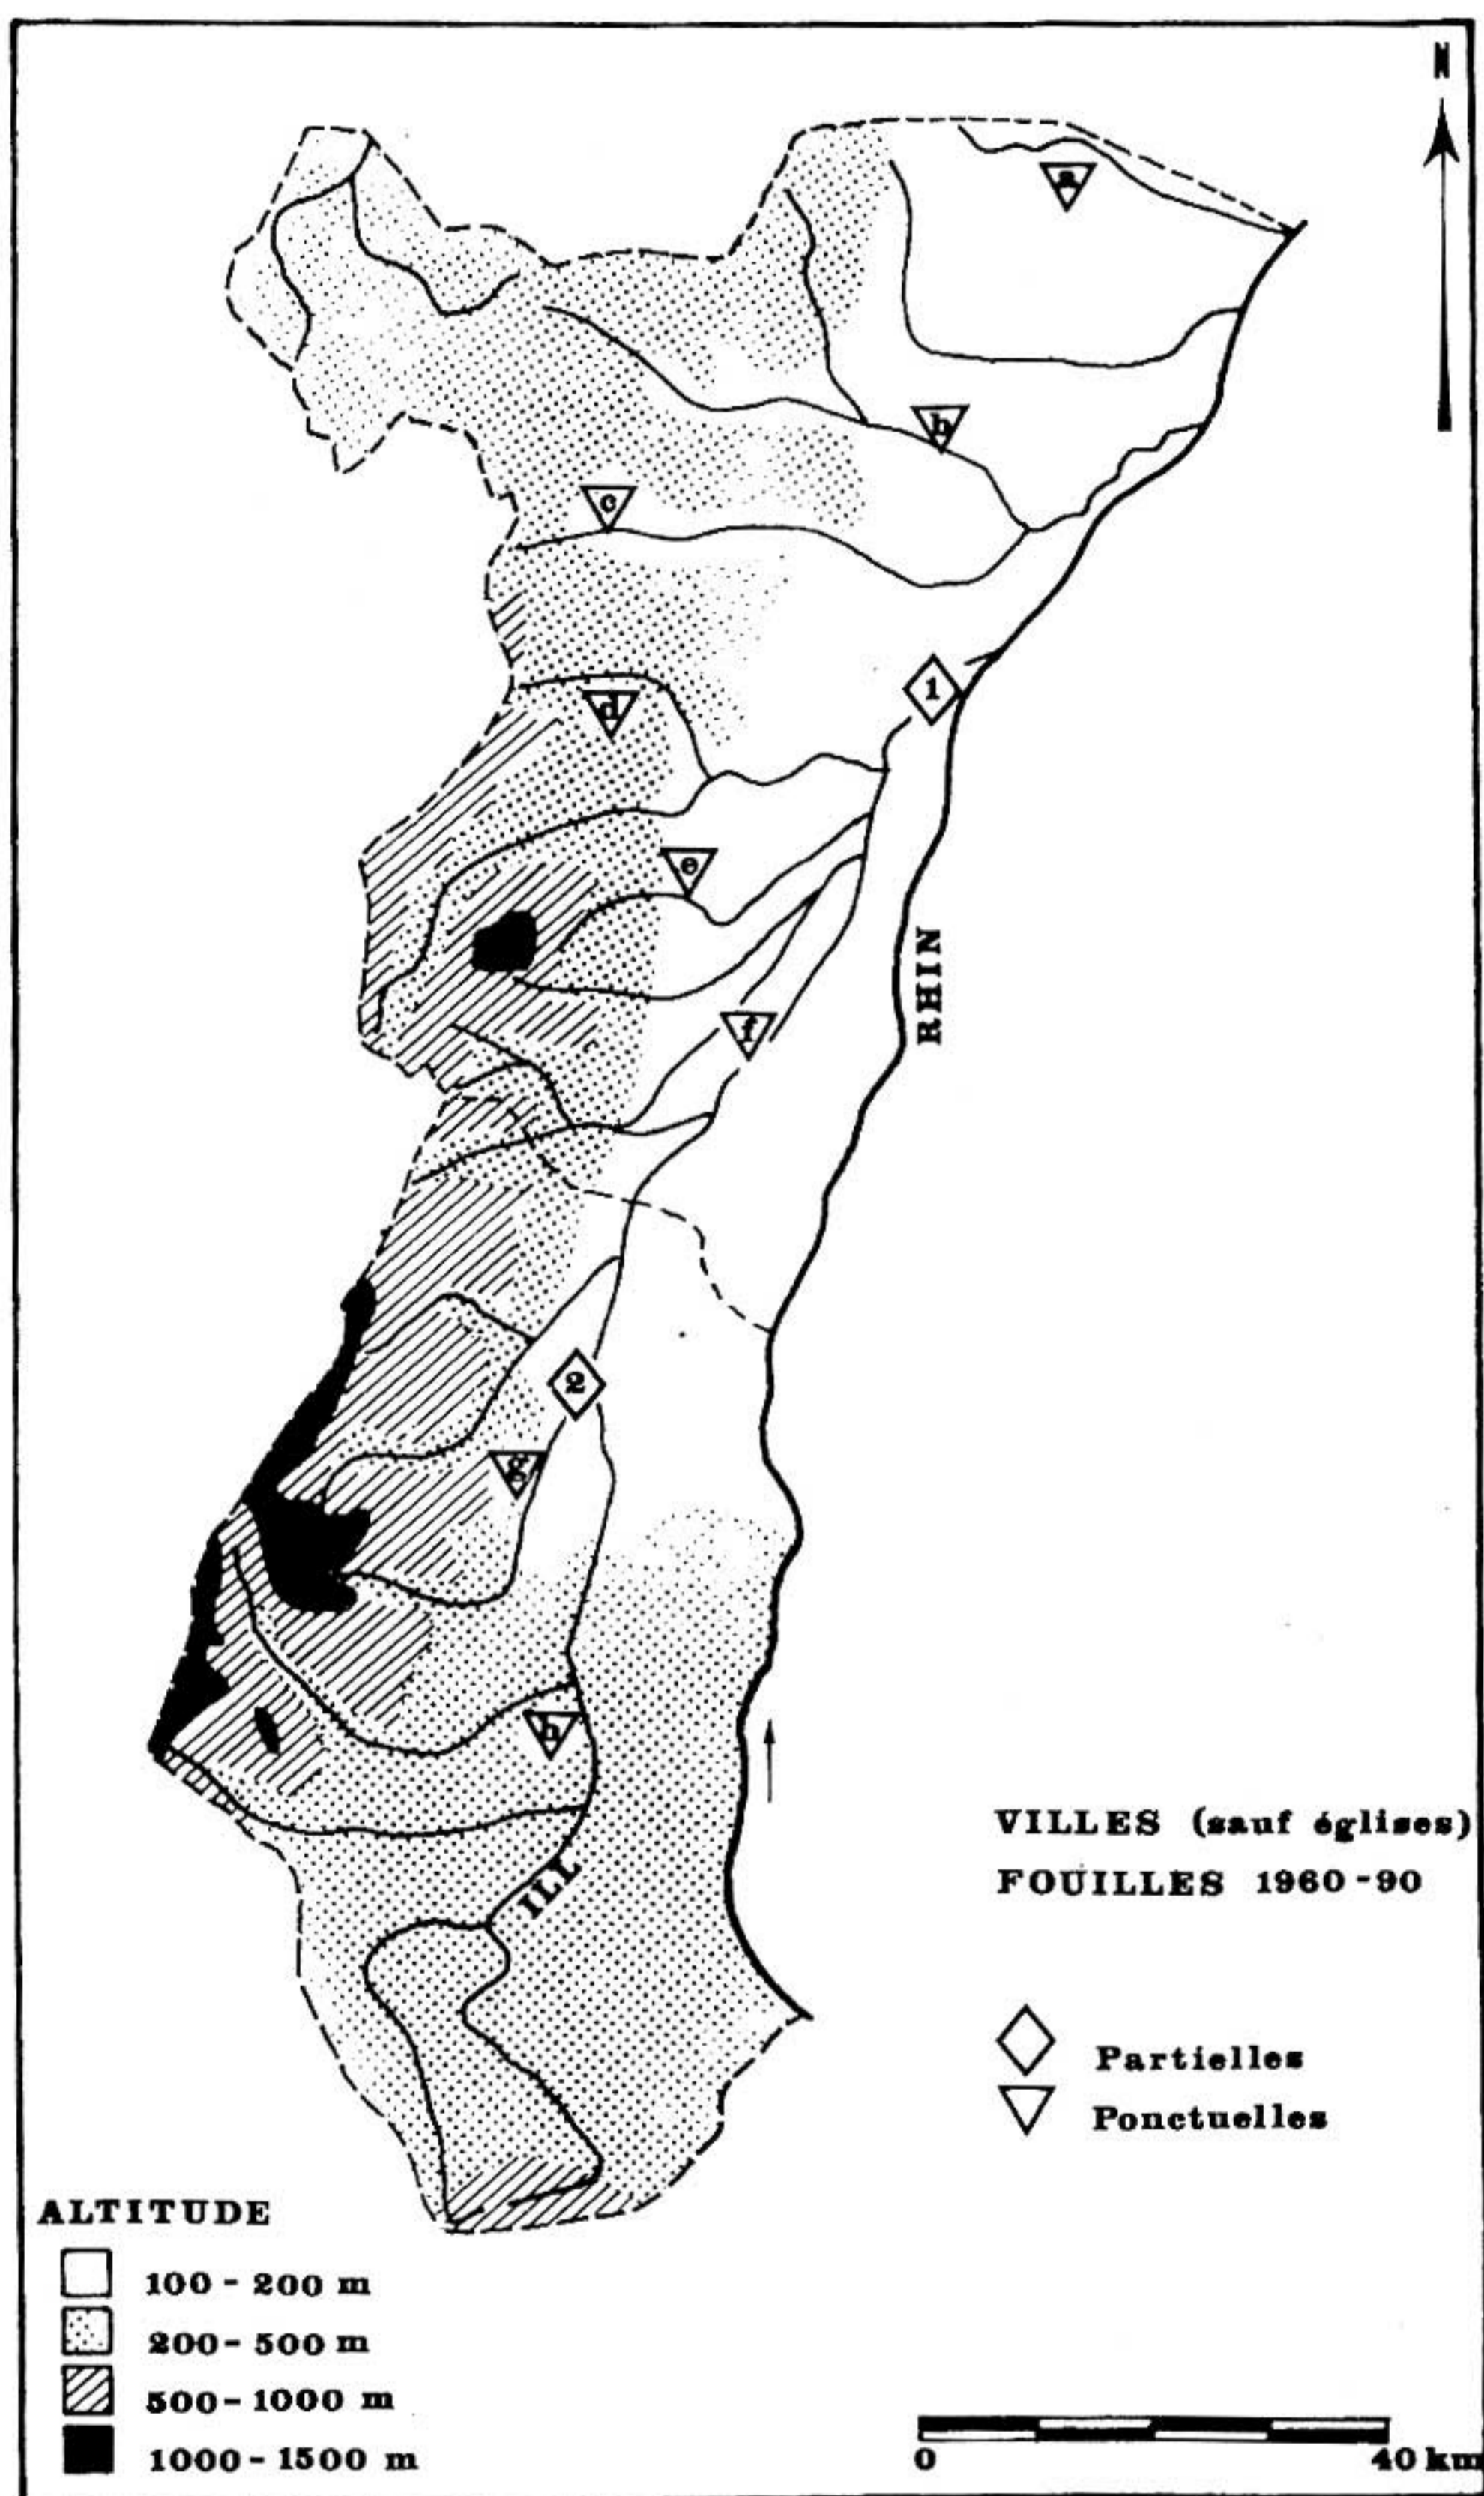 N
a
b
c
1
d
e
RHIN
f
2
g
h
VILLES (sauf églises)
FOUILLES 1960-90
ILL
Partielles
Ponctuelles
ALTITUDE
100 - 200 m
200 - 500 m
500 - 1000 m
1000 - 1500 m
0 40 km